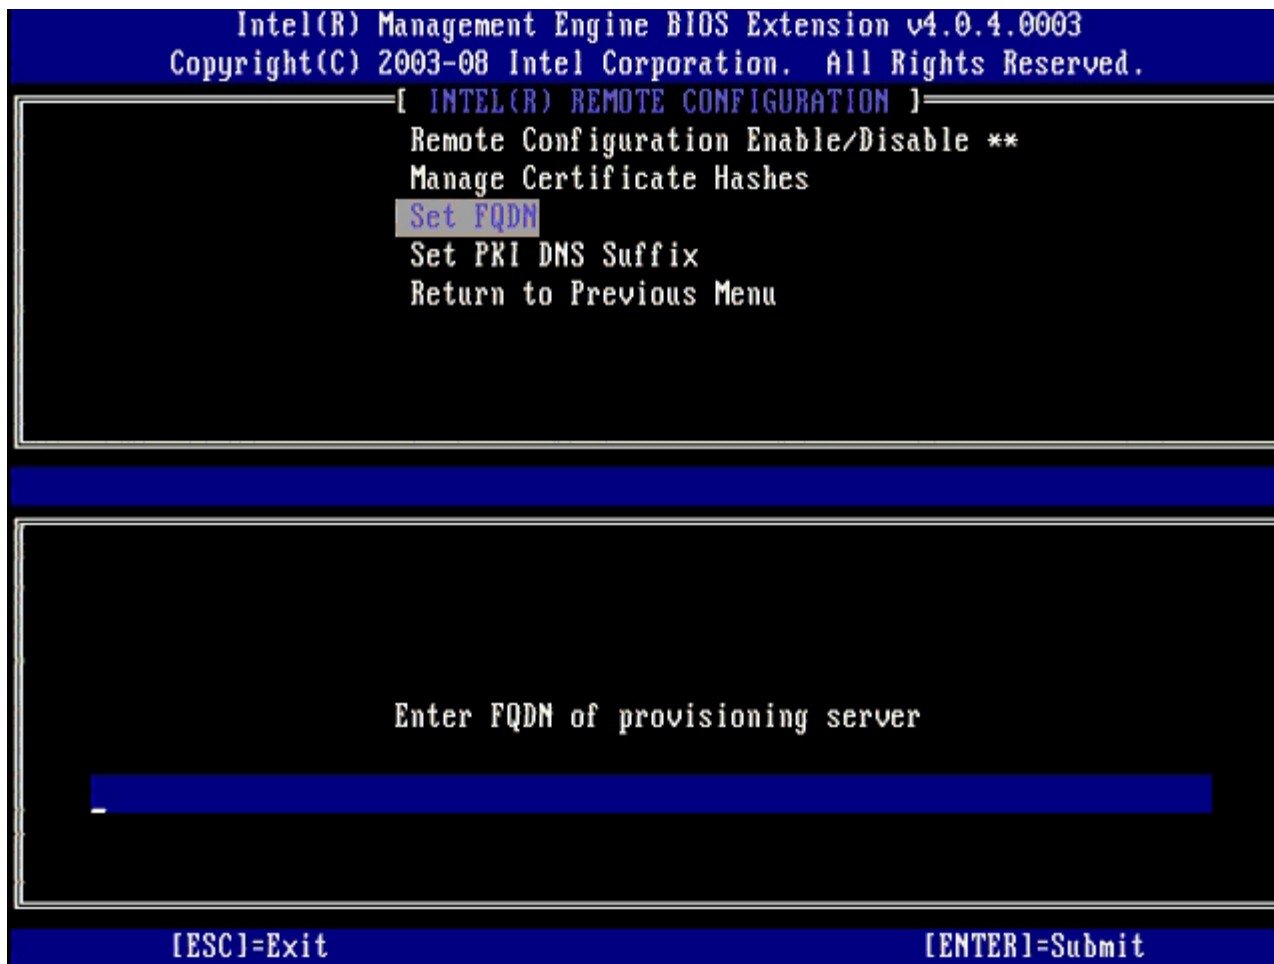 Intel(R) Management Engine BIOS Extension v4.0.4.0003
Copyright(C) 2003-08 Intel Corporation. All Rights Reserved.
[ INTEL(R) REMOTE CONFIGURATION ]
Remote Configuration Enable/Disable **
Manage Certificate Hashes
Set FQDN
Set PKI DNS Suffix
Return to Previous Menu
Enter FQDN of provisioning server
[ESC]=Exit [ENTER]=Submit